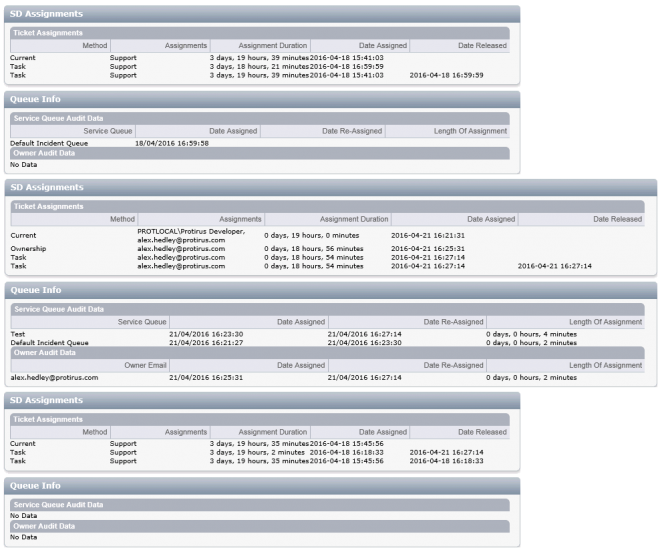 SD Assignments
Ticket Assignments
Method Assignments Assignment Duration Date Assigned Date Released
Current Support 3 days, 19 hours, 39 minutes 2016-04-18 15:41:03
Task Support 3 days, 18 hours, 21 minutes 2016-04-18 16:59:59
Task Support 3 days, 19 hours, 39 minutes 2016-04-18 15:41:03 2016-04-18 16:59:59
Queue Info
Service Queue Audit Data
Service Queue Date Assigned Date Re-Assigned Length Of Assignment
Default Incident Queue 18/04/2016 16:59:58
Owner Audit Data
No Data
SD Assignments
Ticket Assignments
Method Assignments Assignment Duration Date Assigned Date Released
Current PROTLOCAL\Protirus Developer, alex.hedley@protirus.com 0 days, 19 hours, 0 minutes 2016-04-21 16:21:31
Ownership alex.hedley@protirus.com 0 days, 18 hours, 56 minutes 2016-04-21 16:25:31
Task alex.hedley@protirus.com 0 days, 18 hours, 54 minutes 2016-04-21 16:27:14
Task alex.hedley@protirus.com 0 days, 18 hours, 54 minutes 2016-04-21 16:27:14 2016-04-21 16:27:14
Queue Info
Service Queue Audit Data
Service Queue Date Assigned Date Re-Assigned Length Of Assignment
Test 21/04/2016 16:23:30 21/04/2016 16:27:14 0 days, 0 hours, 4 minutes
Default Incident Queue 21/04/2016 16:21:27 21/04/2016 16:23:30 0 days, 0 hours, 2 minutes
Owner Audit Data
Owner Email Date Assigned Date Re-Assigned Length Of Assignment
alex.hedley@protirus.com 21/04/2016 16:25:31 21/04/2016 16:27:14 0 days, 0 hours, 2 minutes
SD Assignments
Ticket Assignments
Method Assignments Assignment Duration Date Assigned Date Released
Current Support 3 days, 19 hours, 35 minutes 2016-04-18 15:45:56
Task Support 3 days, 19 hours, 2 minutes 2016-04-18 16:18:33 2016-04-21 16:27:14
Task Support 3 days, 19 hours, 35 minutes 2016-04-18 15:45:56 2016-04-18 16:18:33
Queue Info
Service Queue Audit Data
No Data
Owner Audit Data
No Data